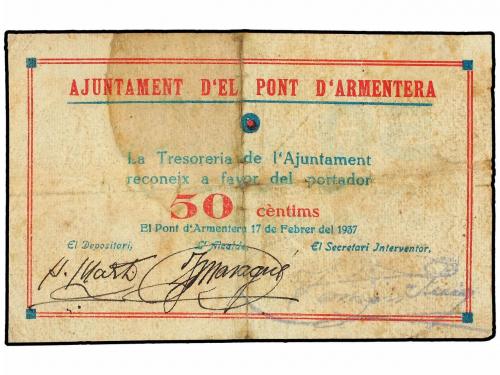 AJUNTAMENT D'EL PONT D'ARMENTERA
La Tresoreria de l'Ajuntament
reconeix a favor del portador
50 cèntims
El Pont d'Armentera 17 de Febrer del 1937
El Depositari, El Alcalde, El Secretari Interventor,